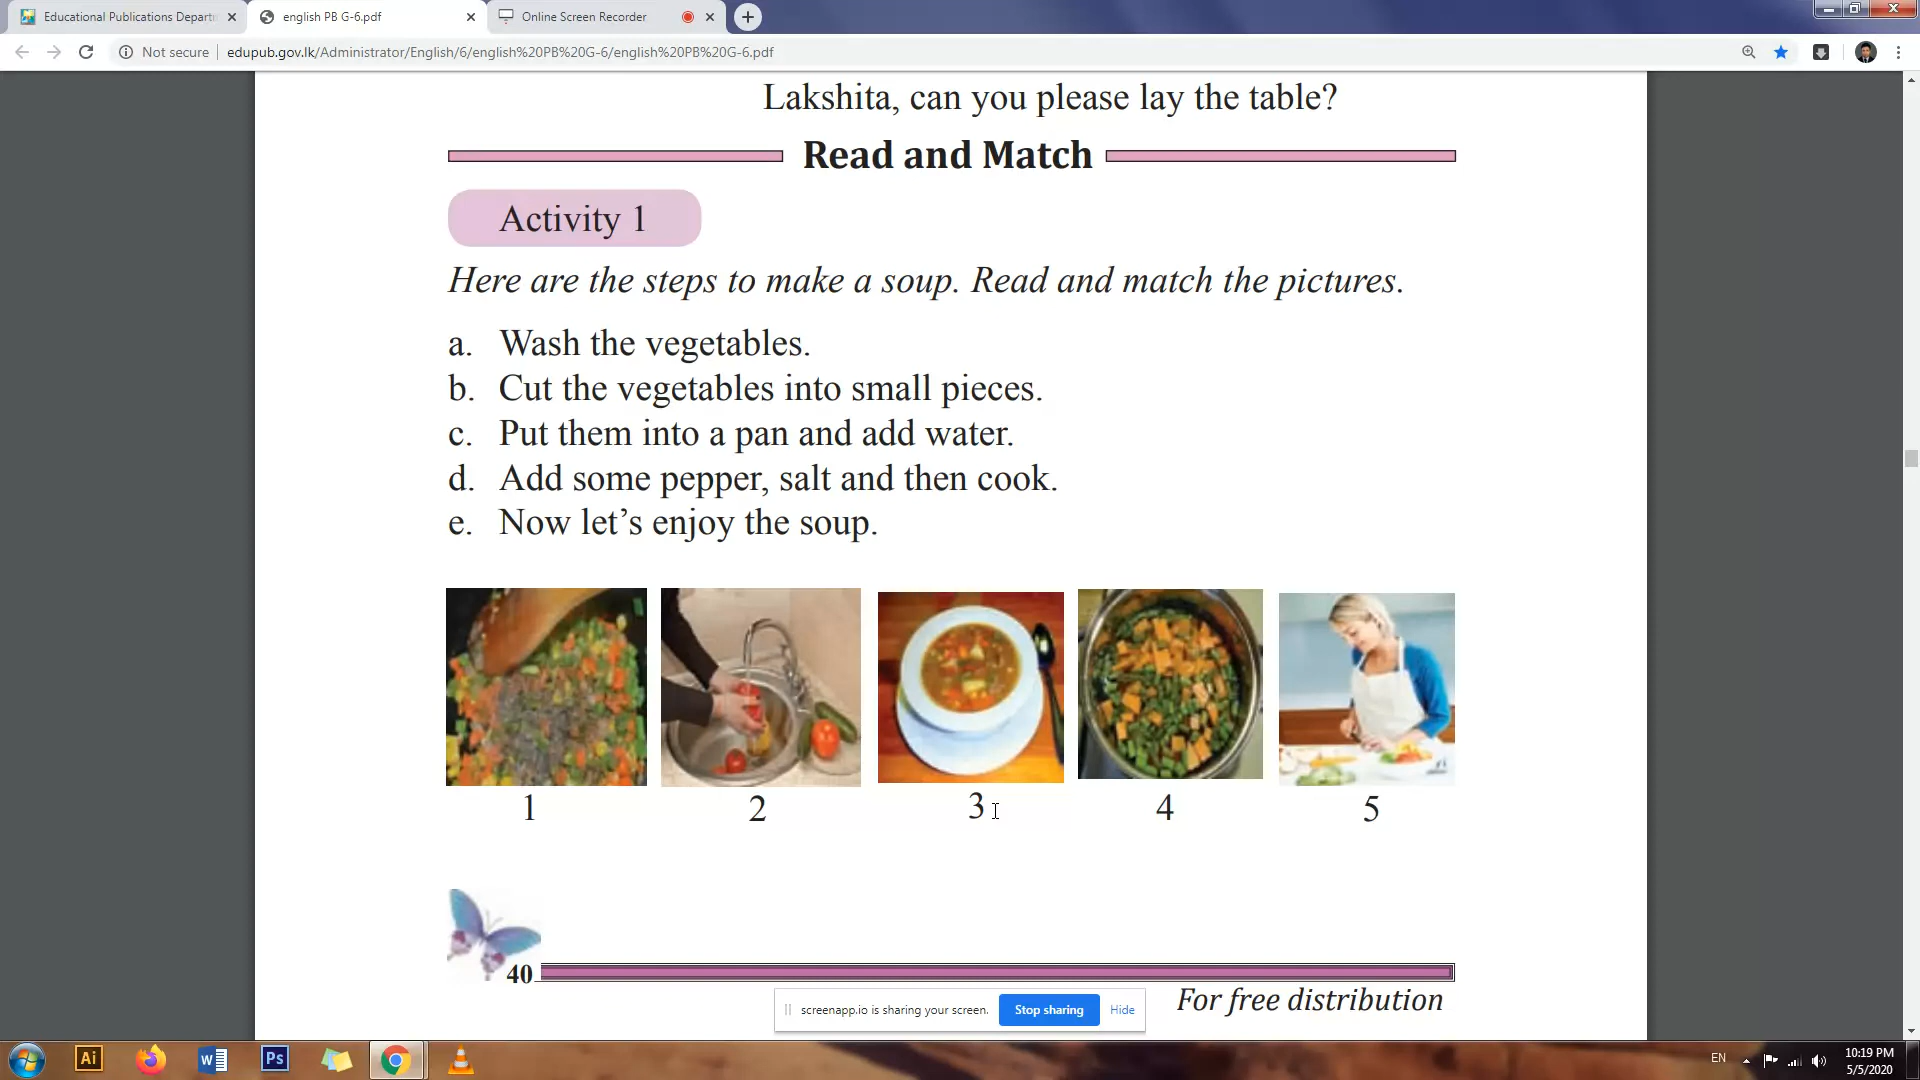 Educational Publications Departm
english PB G-6.pdf
Online Screen Recorder
Not secure
edupub.gov.lk/Administrator/English/6/english%20PB%20G-6/english%20PB%20G-6.pdf
Lakshita, can you please lay the table?
Read and Match
Activity 1
Here are the steps to make a soup. Read and match the pictures.
a. Wash the vegetables.
b. Cut the vegetables into small pieces.
c. Put them into a pan and add water.
d. Add some pepper, salt and then cook.
e. Now let’s enjoy the soup.
1 2 3 4 5
40
For free distribution
screenapp.io is sharing your screen. Stop sharing Hide
Ai
W
Ps
EN
10:19 PM
5/5/2020